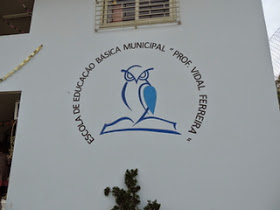 ESCOLA DE EDUCAÇÃO BÁSICA MUNICIPAL "PROF. VIDAL FERREIRA"